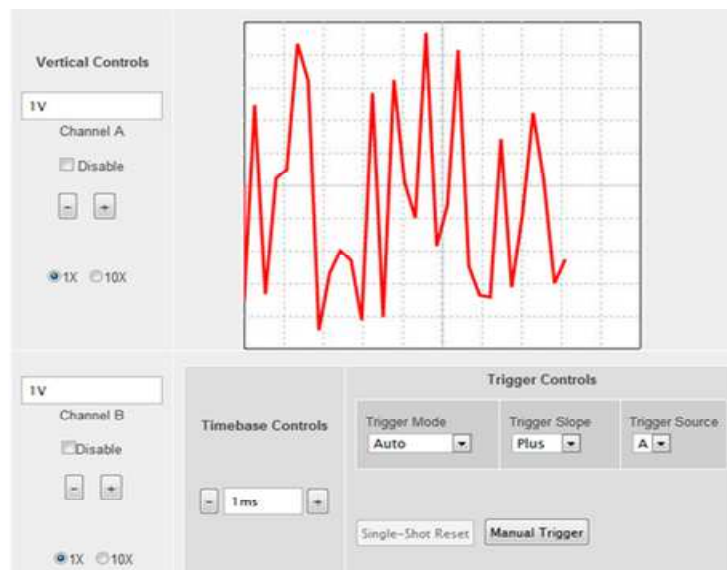 Vertical Controls
1V
Channel A
Disable
-
+
1X 10X
1V
Channel B
Disable
-
+
1X 10X
Timebase Controls
- 1ms +
Trigger Controls
Trigger Mode
Auto
Trigger Slope
Plus
Trigger Source
A
Single-Shot Reset
Manual Trigger